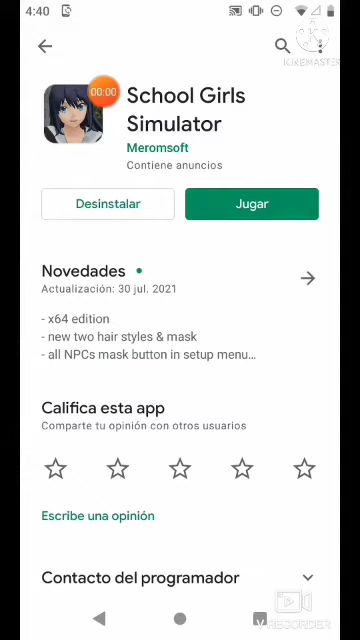 4:40
KINEMASTER
00:00
School Girls
Simulator
Meromsoft
Contiene anuncios
Desinstalar
Jugar
Novedades
Actualización: 30 jul. 2021
- x64 edition
- new two hair styles & mask
- all NPCs mask button in setup menu…
Califica esta app
Comparte tu opinión con otros usuarios
Escribe una opinión
Contacto del programador
V RECORDER